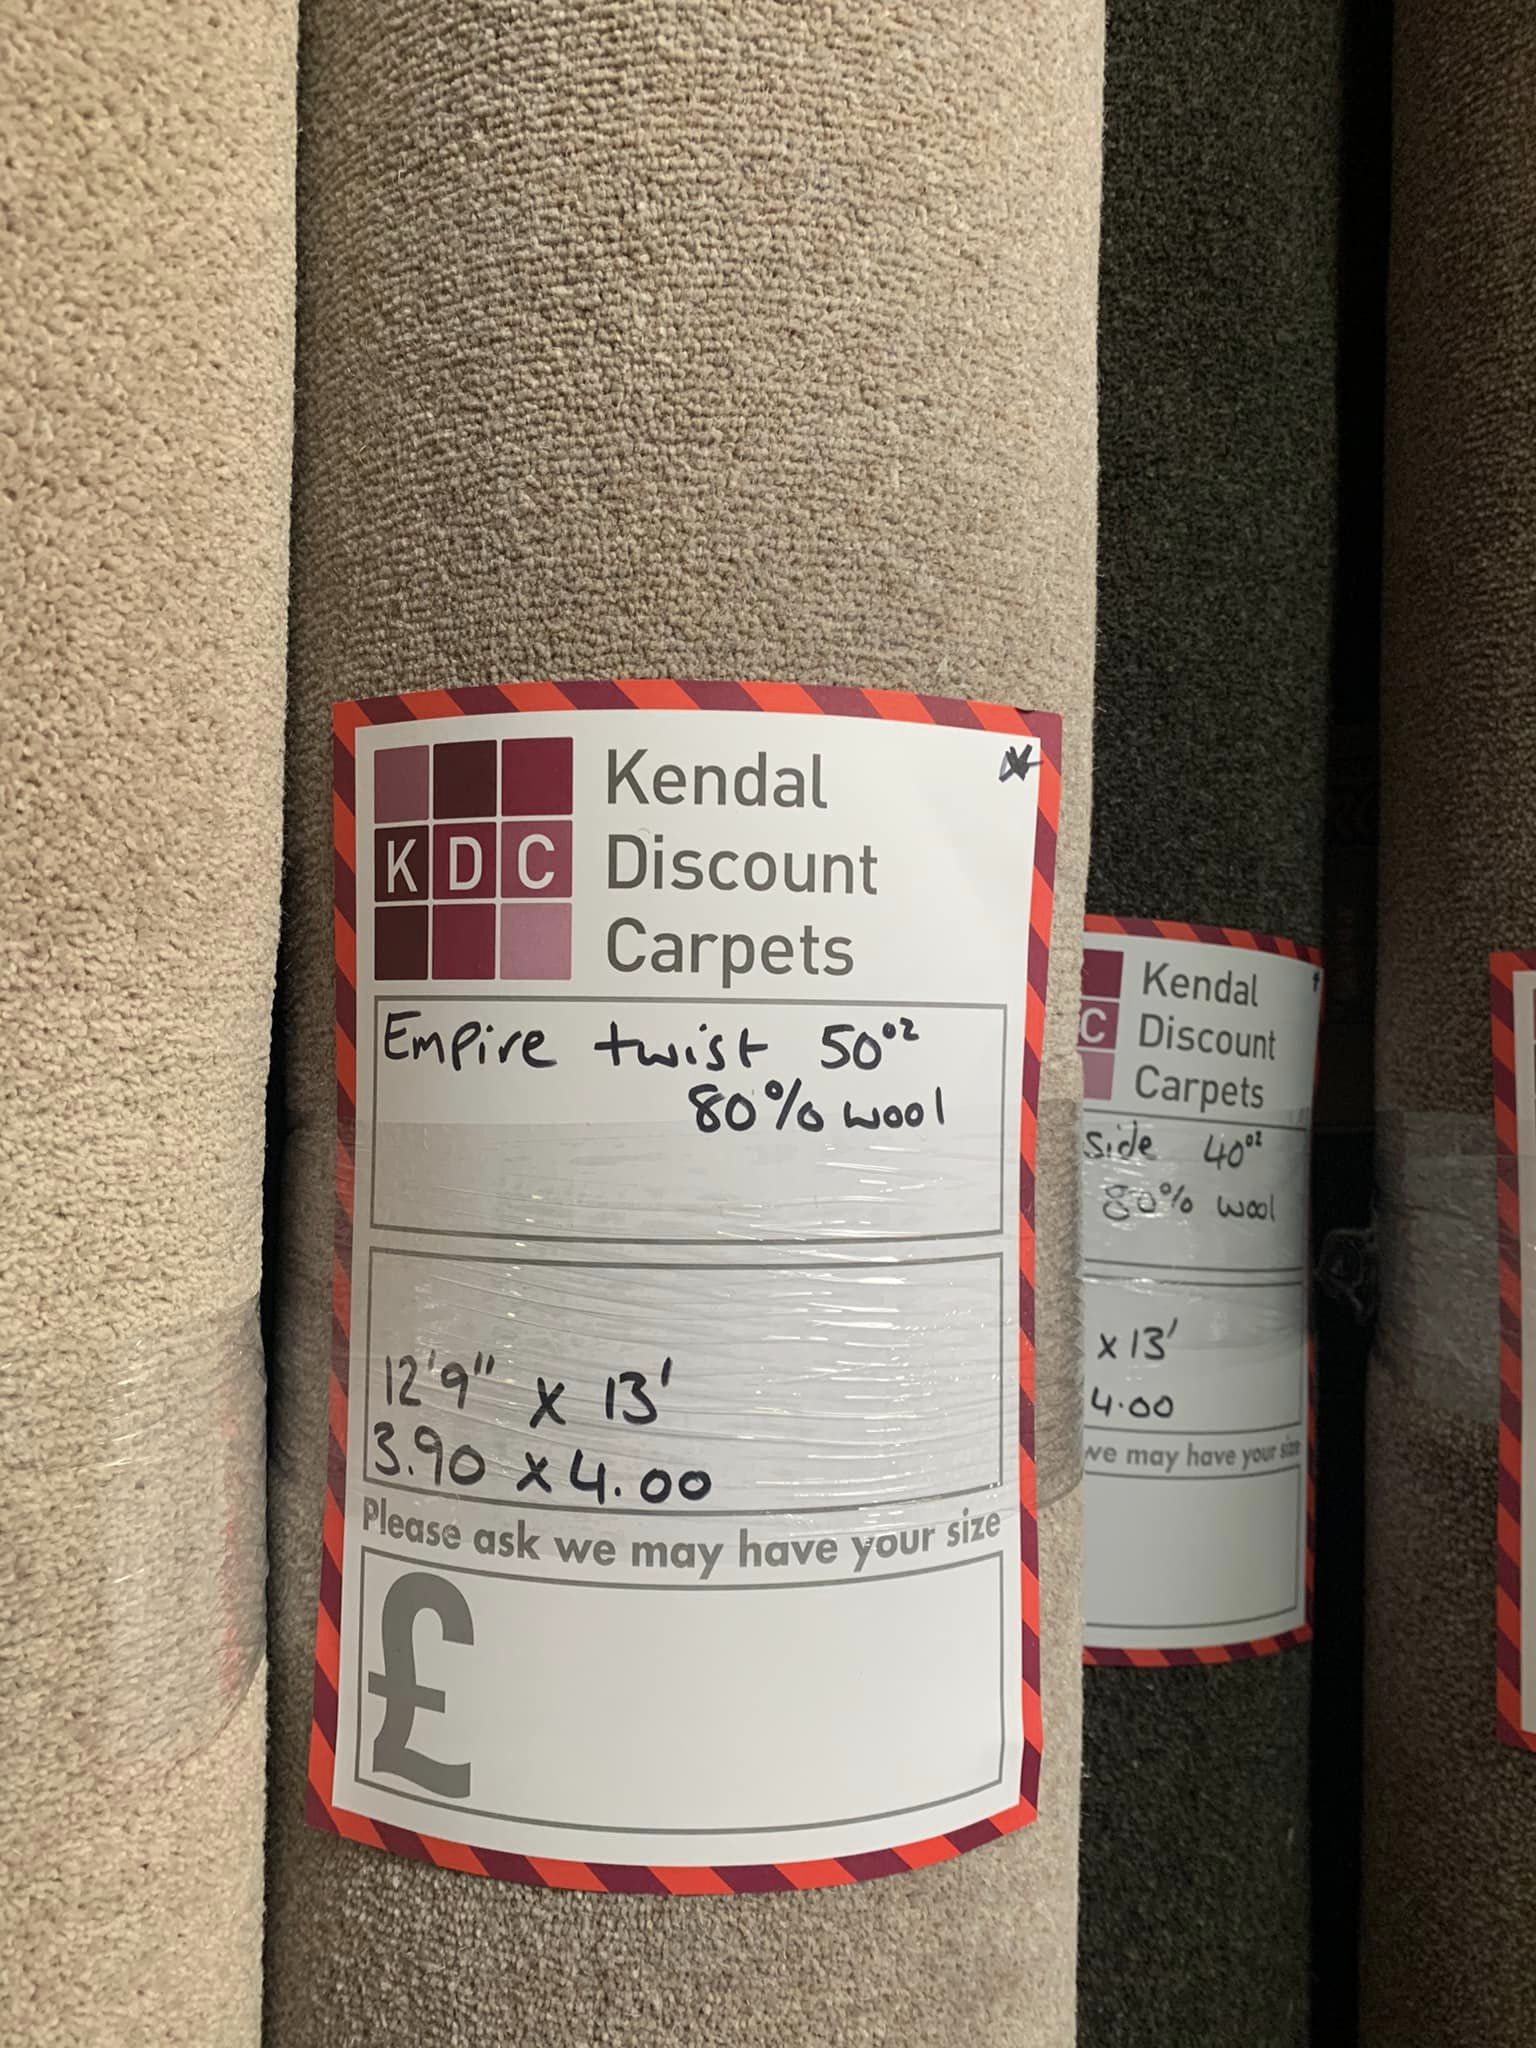 K D C
Kendal
Discount
Carpets
Empire twist 50oz
80% wool
12'9" x 13'
3.90 x 4.00
Please ask we may have your size
£
C
Kendal
Discount
Carpets
side 40oz
80% wool
x 13'
4.00
we may have your size